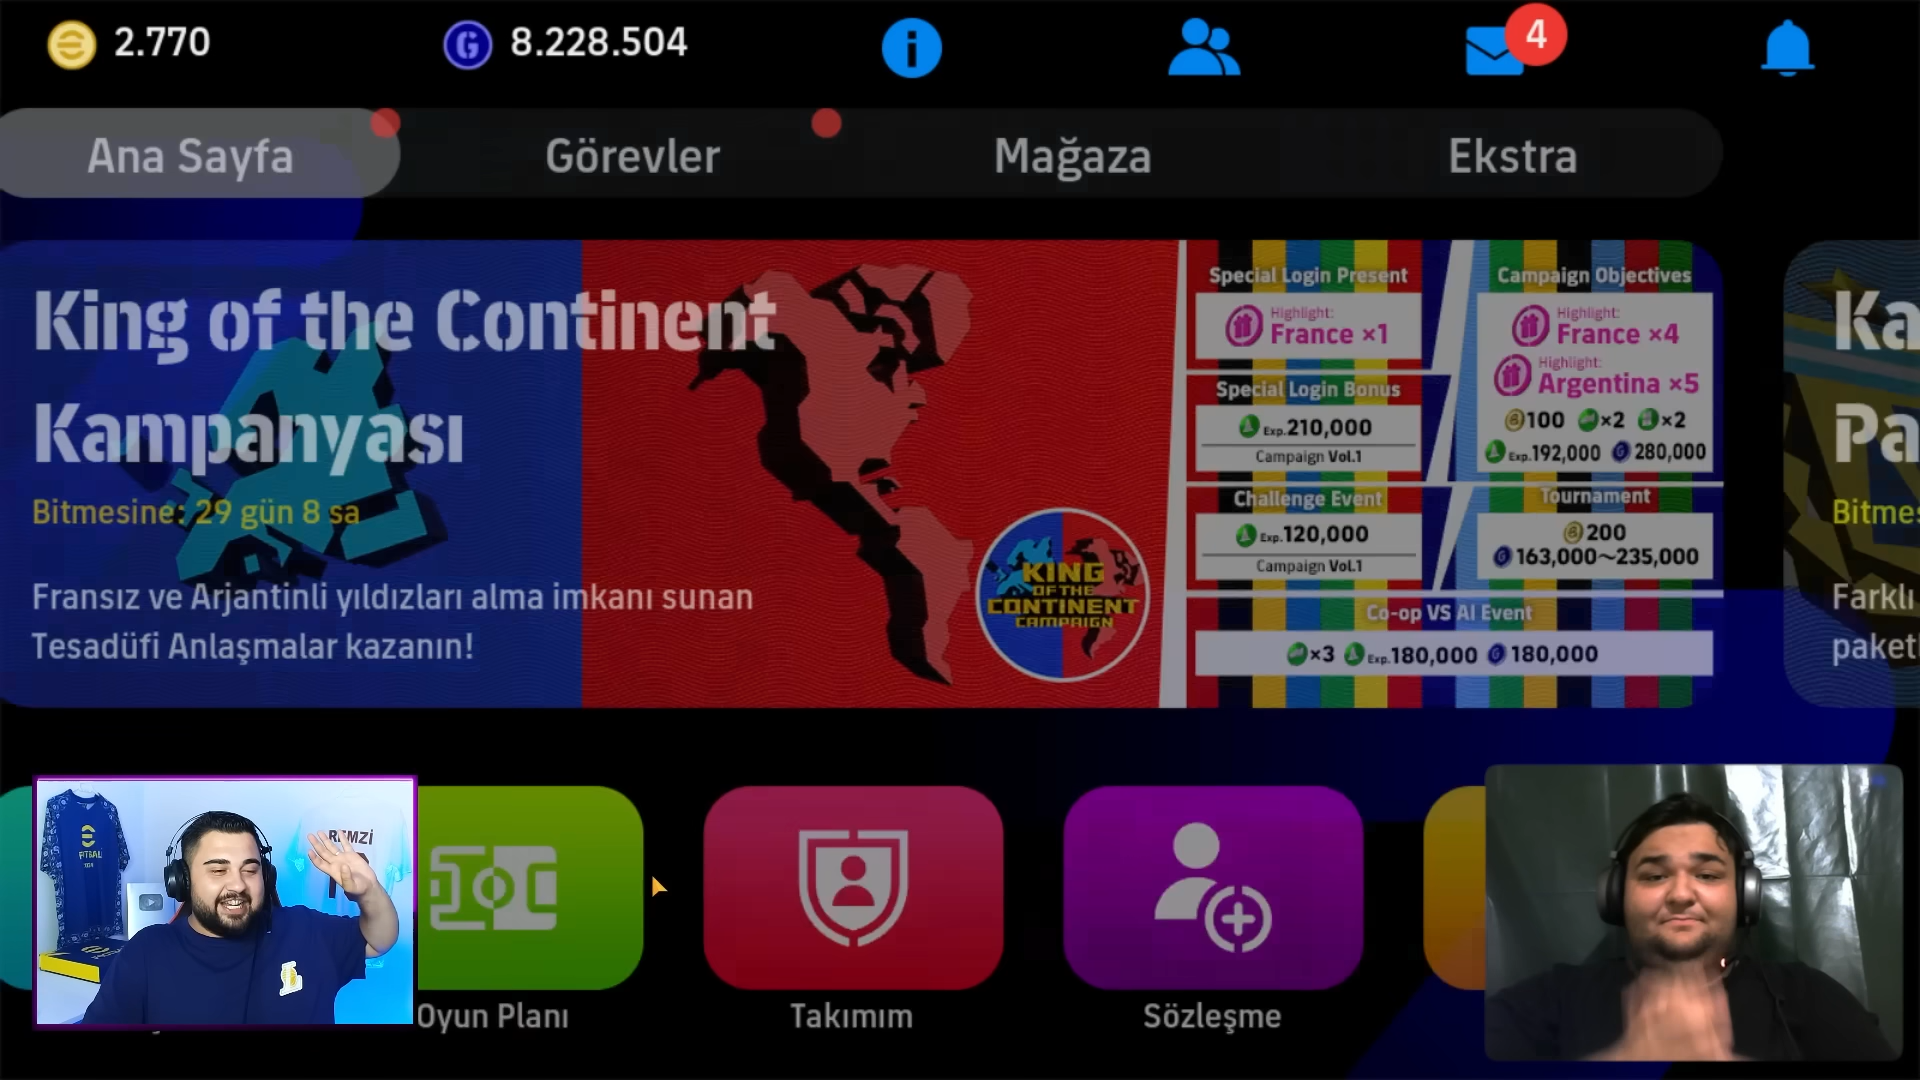 2.770
8.228.504
4
Ana Sayfa
Görevler
Mağaza
Ekstra
King of the Continent
Kampanyası
Bitmesine: 29 gün 8 sa
Fransız ve Arjantinli yıldızları alma imkanı sunan
Tesadüfi Anlaşmalar kazanın!
KING
OF THE
CONTINENT
CAMPAIGN
Special Login Present
Highlight:
France ×1
Special Login Bonus
Exp.210,000
Campaign Vol.1
Challenge Event
Exp.120,000
Campaign Vol.1
Campaign Objectives
Highlight:
France ×4
Highlight:
Argentina ×5
100 ×2 ×2
Exp.192,000 280,000
Tournament
200
163,000~235,000
Co-op VS AI Event
×3 Exp.180,000 180,000
Ka
Pa
Bitmes
Farklı
paketl
REMZİ
Oyun Planı
Takımım
Sözleşme